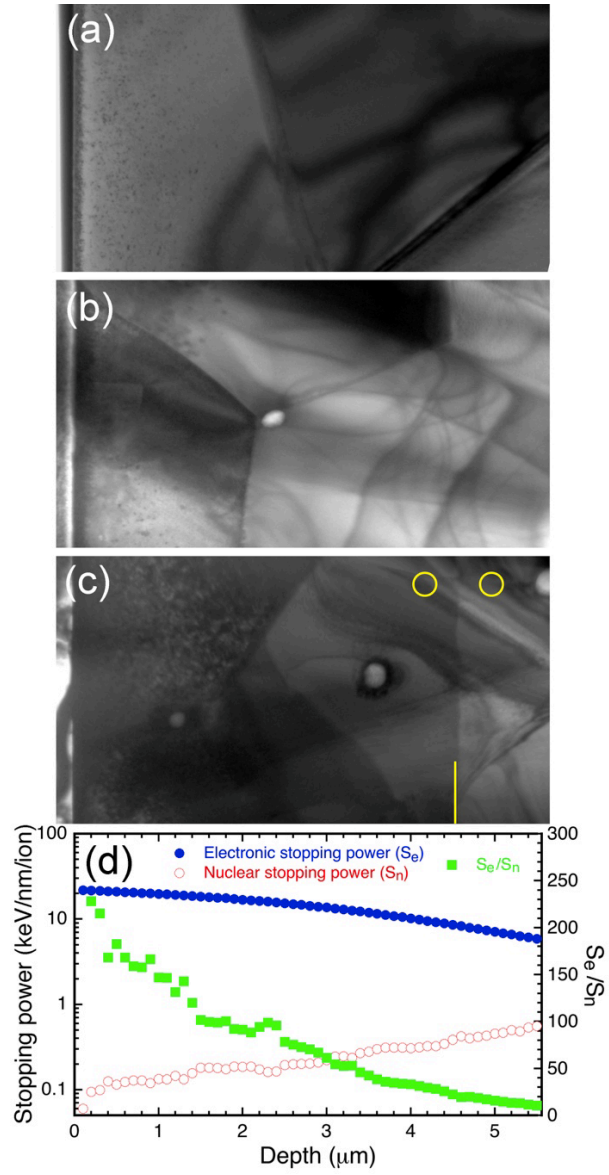 (a)
(b)
(c)
(d)
Electronic stopping power (Se)
Nuclear stopping power (Sn)
Se/Sn
100
10
1
0.1
Stopping power (keV/nm/ion)
300
250
200
150
100
50
0
Se/Sn
0 1 2 3 4 5
Depth (μm)